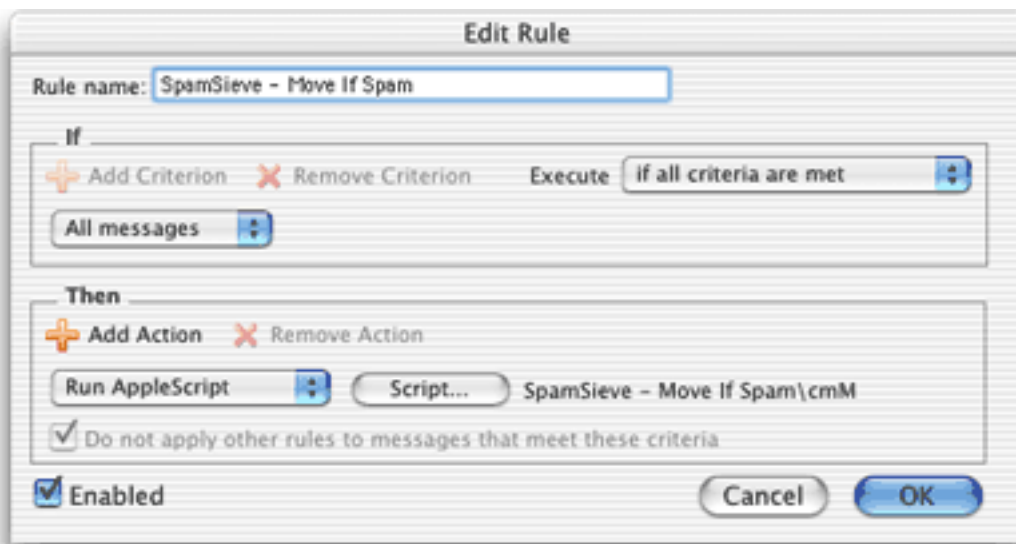 Edit Rule
Rule name: SpamSieve - Move If Spam
If
Add Criterion Remove Criterion Execute if all criteria are met
All messages
Then
Add Action Remove Action
Run AppleScript Script... SpamSieve - Move If Spam\cmM
Do not apply other rules to messages that meet these criteria
Enabled Cancel OK